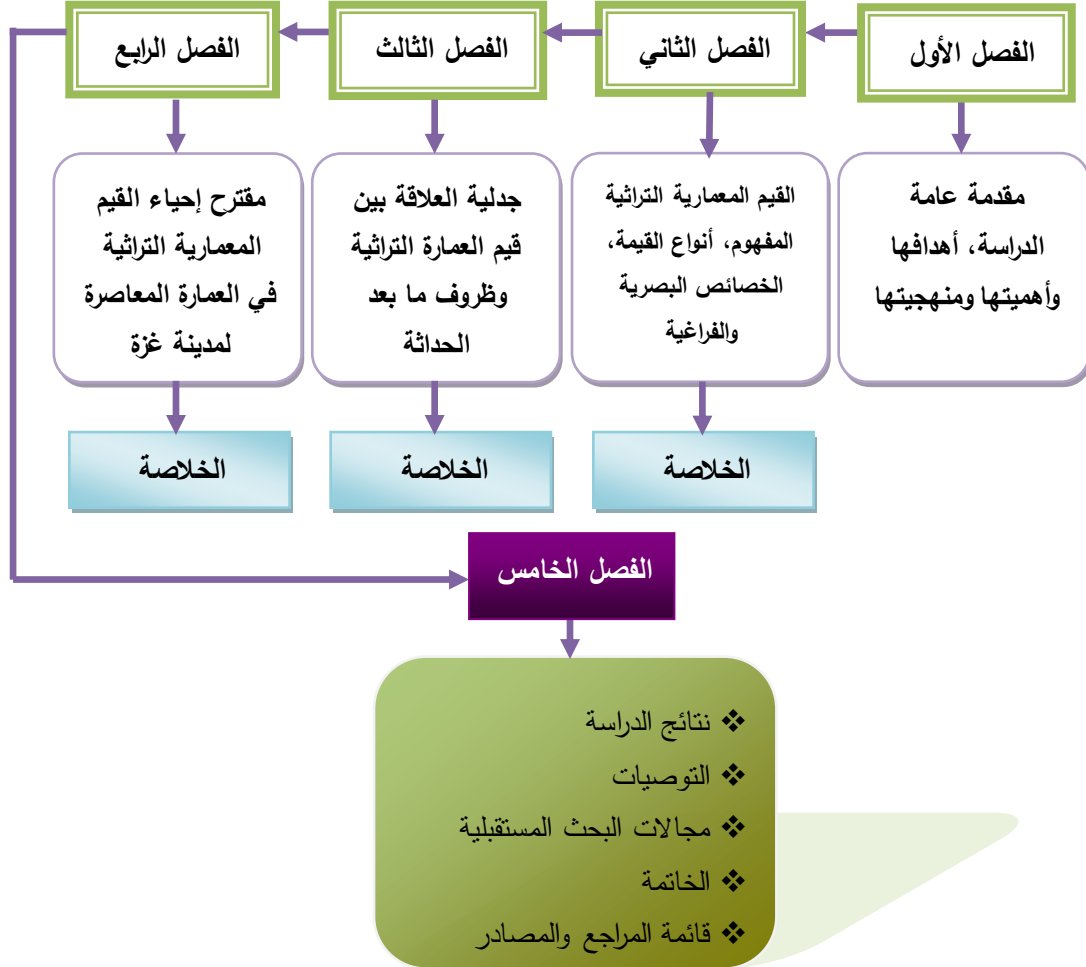 الفصل الأول
الفصل الثاني
الفصل الثالث
الفصل الرابع
مقدمة عامة
الدراسة، أهدافها
وأهميتها ومنهجيتها
القيم المعمارية التراثية
المفهوم، أنواع القيمة،
الخصائص البصرية
والفراغية
جدلية العلاقة بين
قيم العمارة التراثية
وظروف ما بعد
الحداثة
مقترح إحياء القيم
المعمارية التراثية
في العمارة المعاصرة
لمدينة غزة
الخلاصة
الخلاصة
الخلاصة
الفصل الخامس
❖ نتائج الدراسة
❖ التوصيات
❖ مجالات البحث المستقبلية
❖ الخاتمة
❖ قائمة المراجع والمصادر